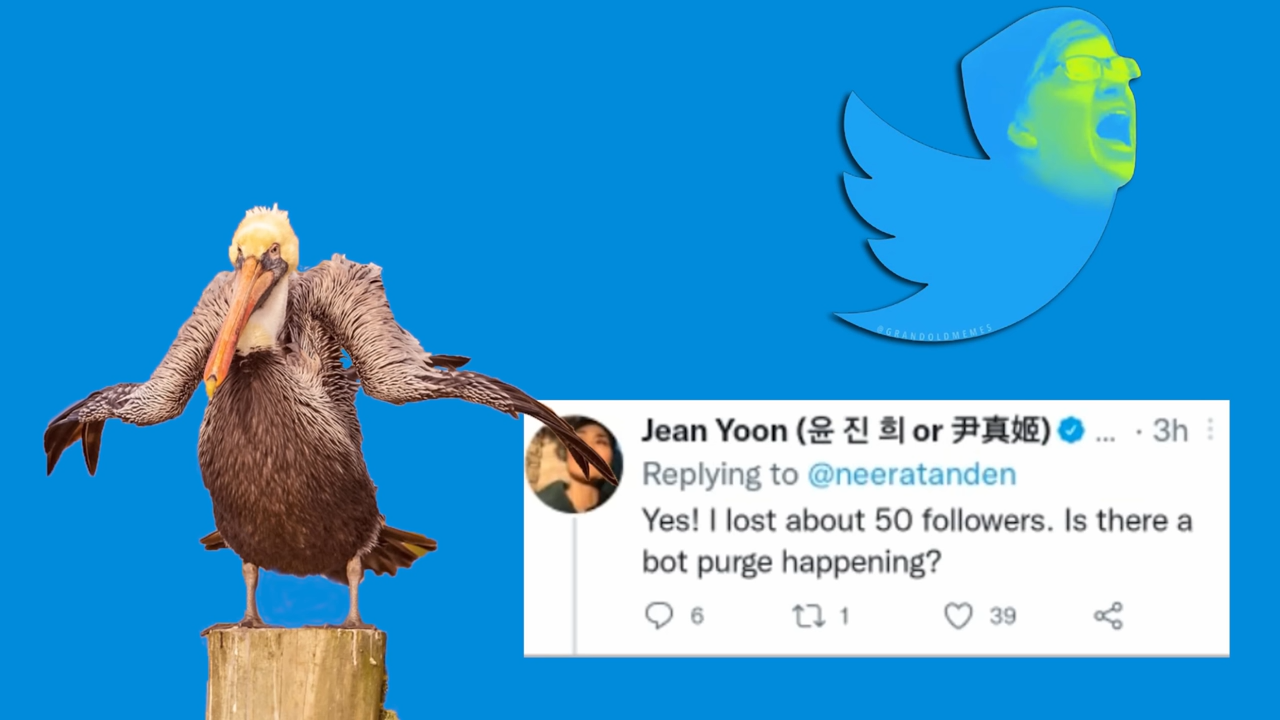 @GRANDOLDMEMES
Jean Yoon (윤 진 희 or 尹真姬) ... · 3h
Replying to @neeratanden
Yes! I lost about 50 followers. Is there a
bot purge happening?
6 1 39